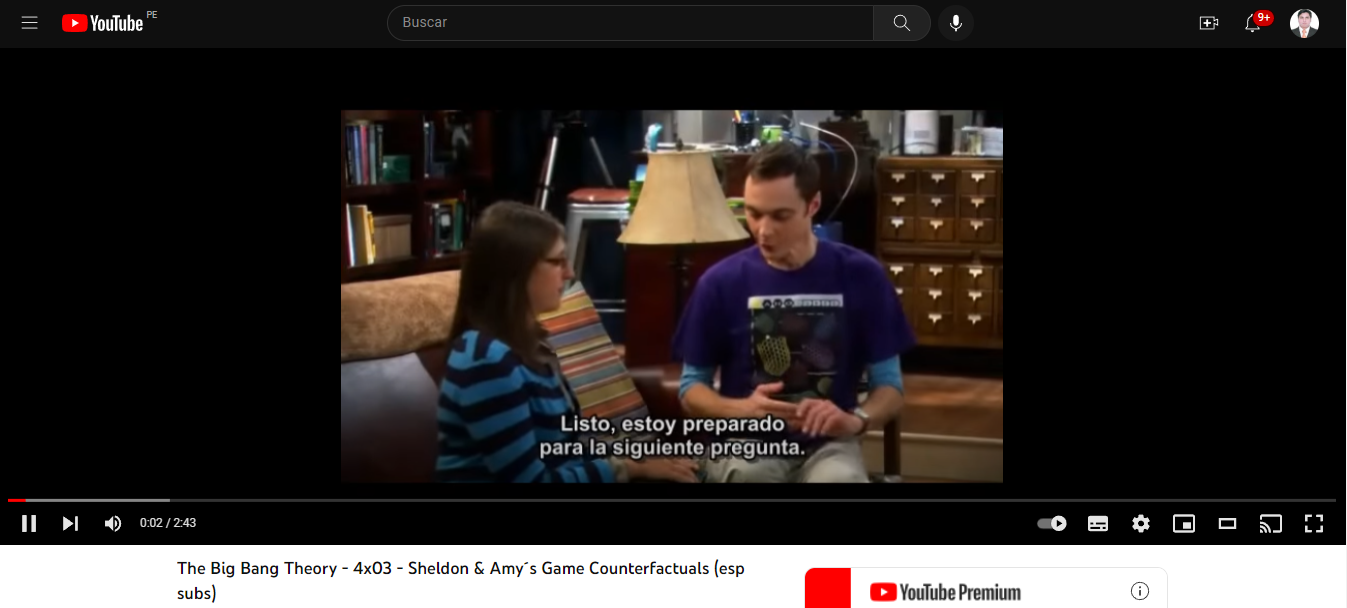 YouTube PE
Buscar
9+
Listo, estoy preparado
para la siguiente pregunta.
0:02 / 2:43
The Big Bang Theory - 4x03 - Sheldon & Amy´s Game Counterfactuals (esp
subs)
YouTube Premium